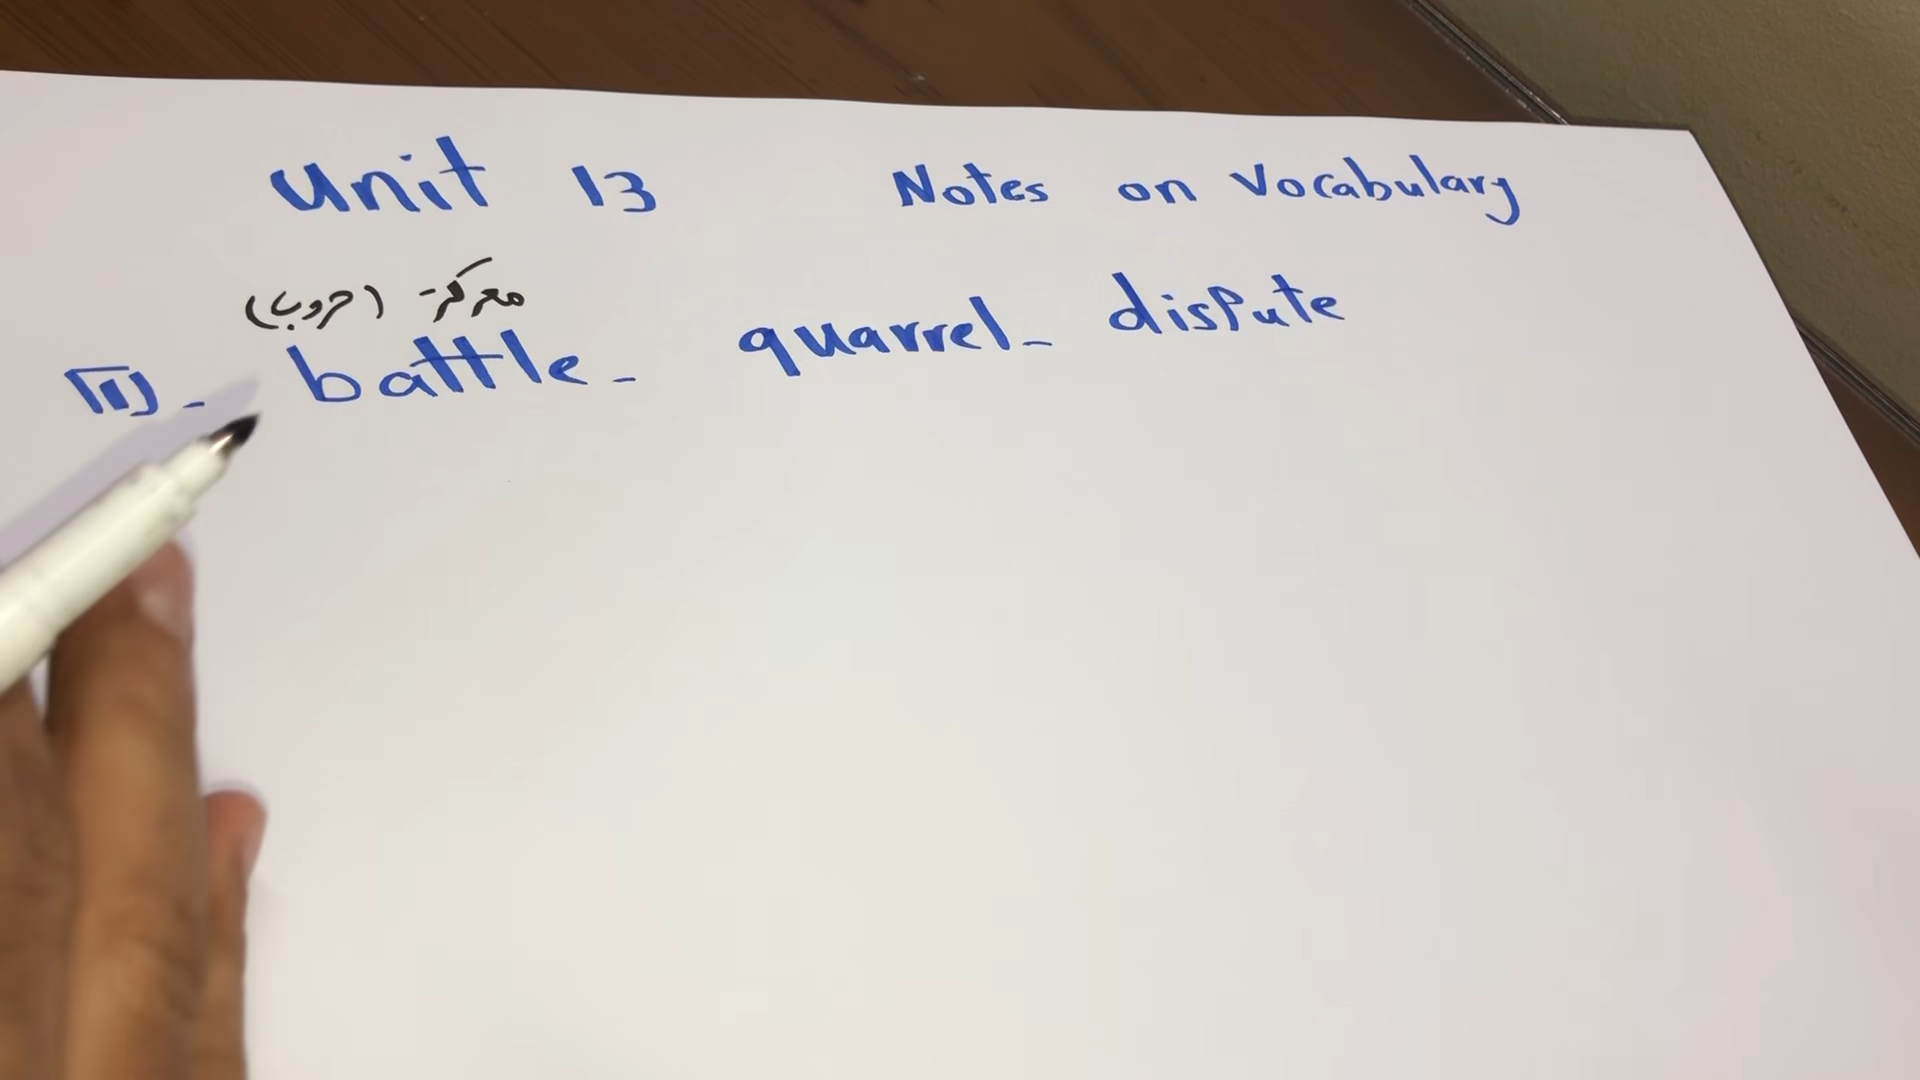 Unit 13 Notes on Vocabulary
معركة (حروب)
1 - battle - quarrel - dispute